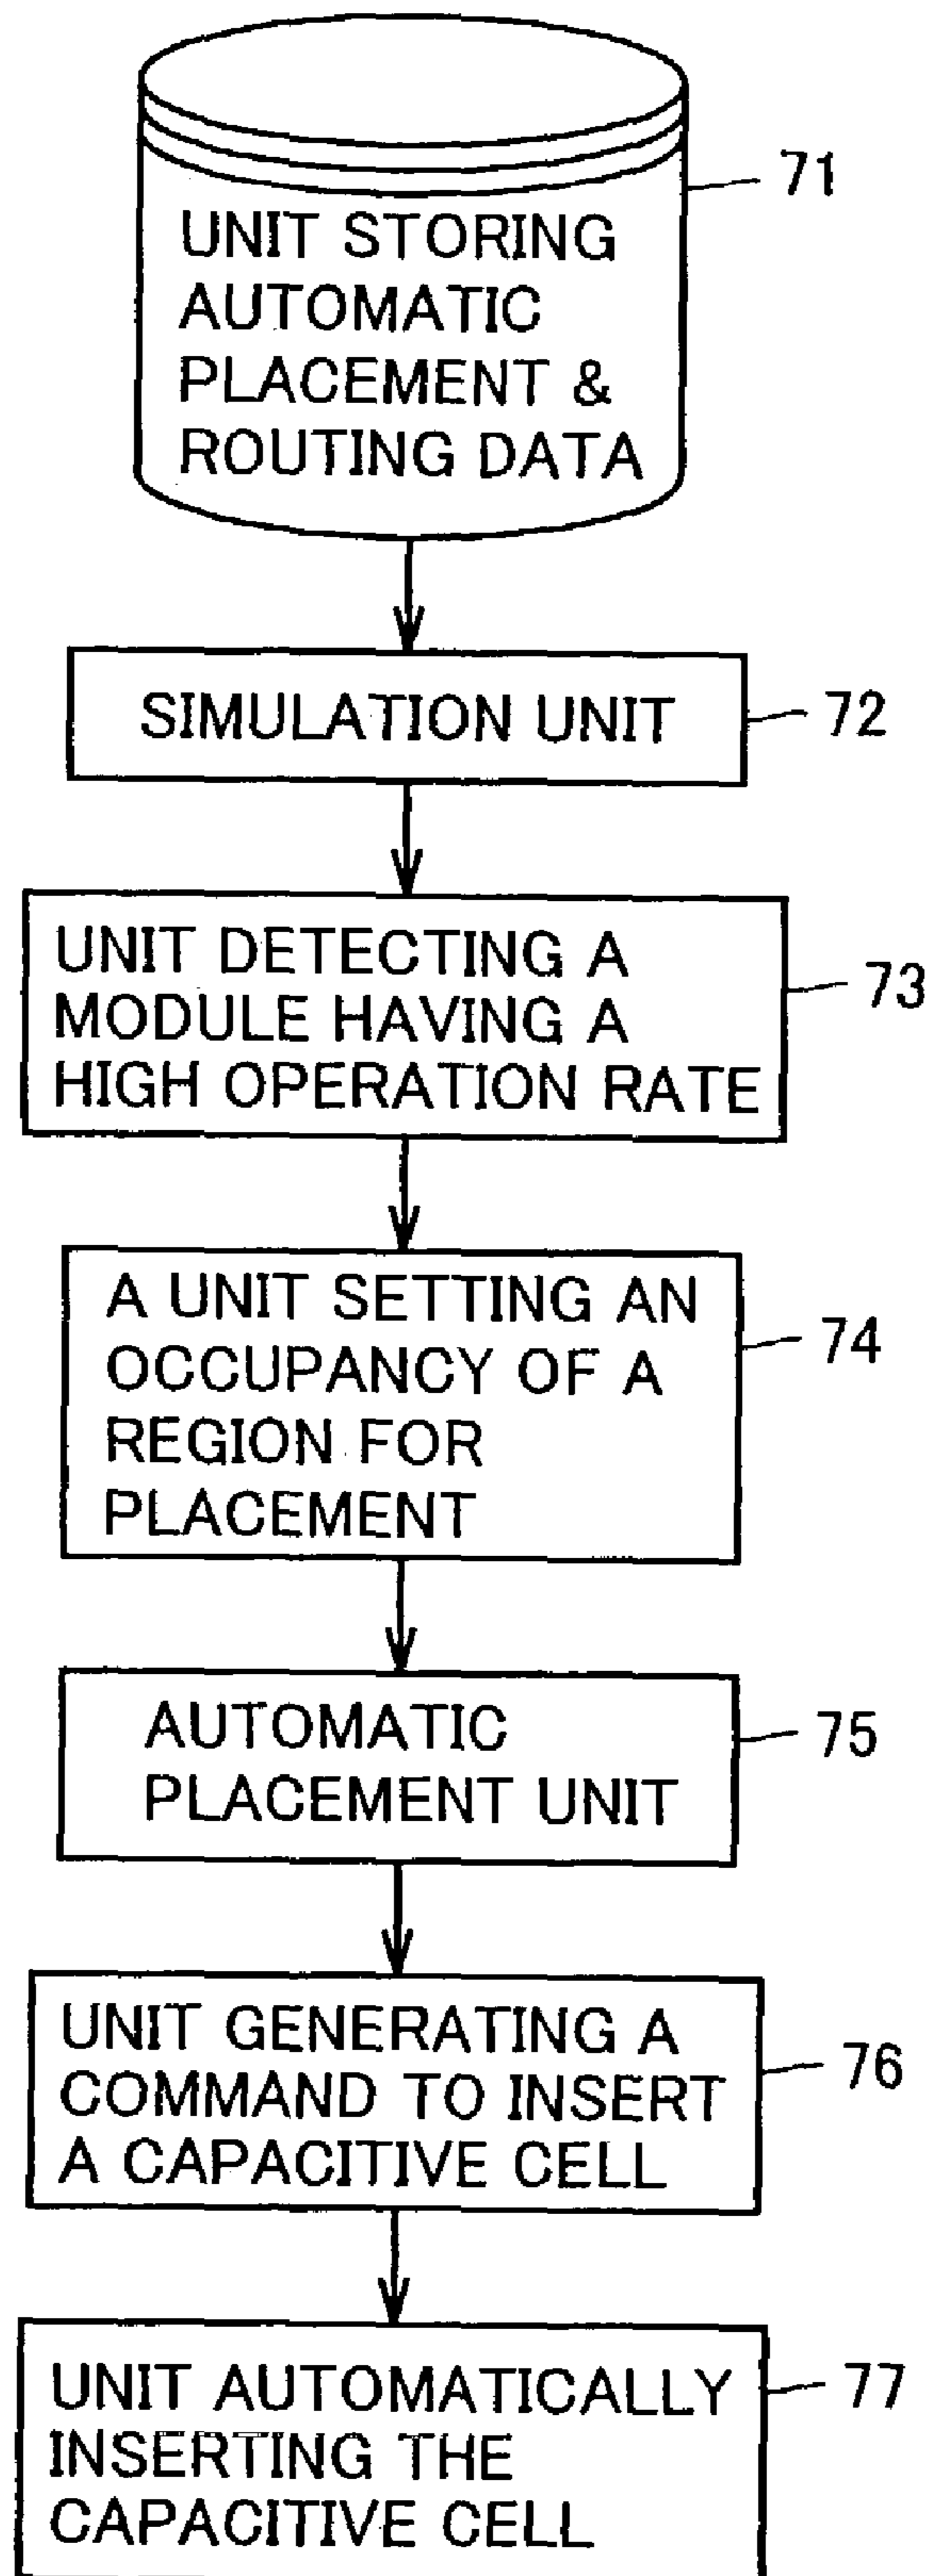 UNIT STORING
AUTOMATIC
PLACEMENT &
ROUTING DATA
71
SIMULATION UNIT
72
UNIT DETECTING A
MODULE HAVING A
HIGH OPERATION RATE
73
A UNIT SETTING AN
OCCUPANCY OF A
REGION FOR
PLACEMENT
74
AUTOMATIC
PLACEMENT UNIT
75
UNIT GENERATING A
COMMAND TO INSERT
A CAPACITIVE CELL
76
UNIT AUTOMATICALLY
INSERTING THE
CAPACITIVE CELL
77